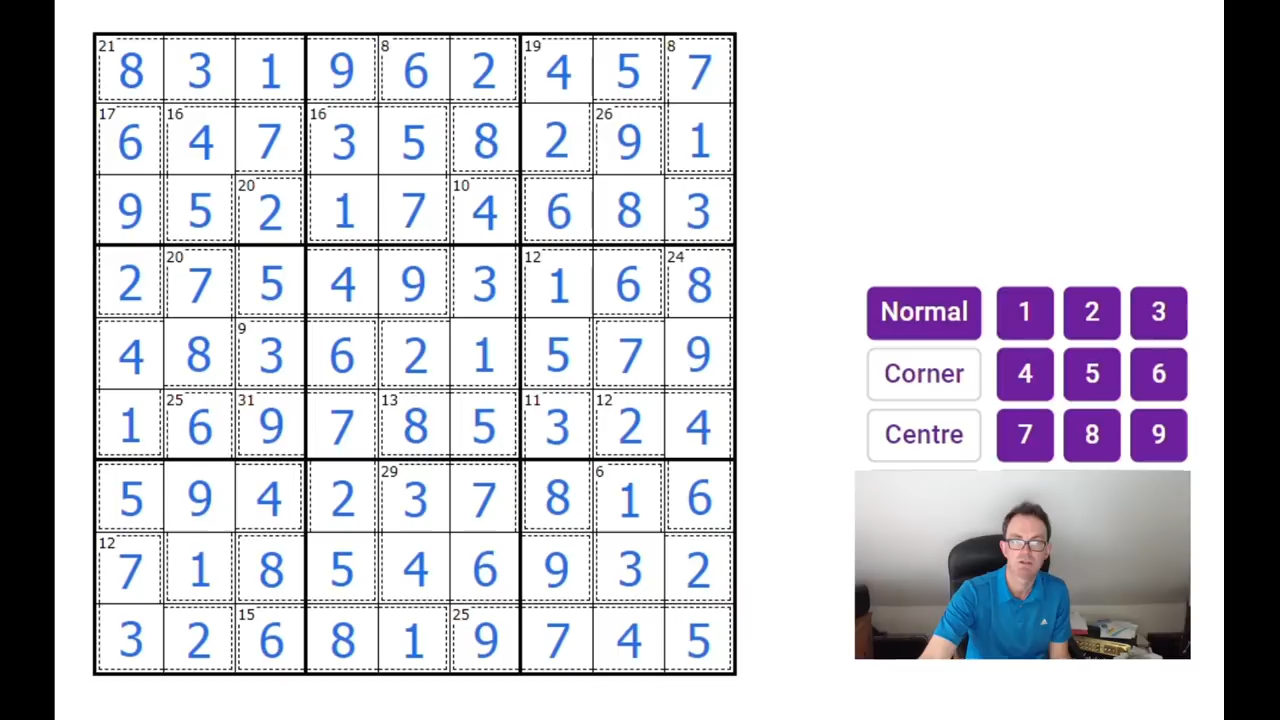 21 8 19 8
8 3 1 9 6 2 4 5 7
17 16 16 26
6 4 7 3 5 8 2 9 1
20 10
9 5 2 1 7 4 6 8 3
20 12 24
2 7 5 4 9 3 1 6 8
Normal 1 2 3
9
4 8 3 6 2 1 5 7 9
Corner 4 5 6
25 31 13 11 12
1 6 9 7 8 5 3 2 4
Centre 7 8 9
29 6
5 9 4 2 3 7 8 1 6
12
7 1 8 5 4 6 9 3 2
15 25
3 2 6 8 1 9 7 4 5